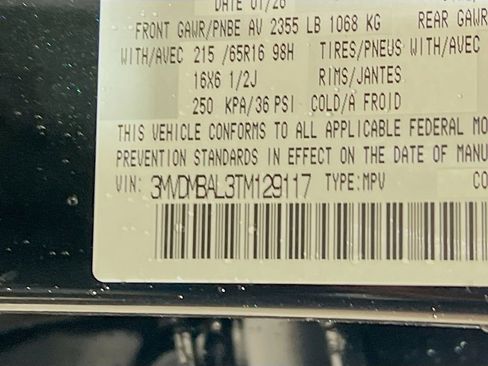 DATE 01/26
FRONT GAWR/PNBE AV 2355 LB 1068 KG REAR GAWR
WITH/AVEC 215 /65R16 98H TIRES/PNEUS WITH/AVEC
16X6 1/2J RIMS/JANTES
250 KPA/36 PSI COLD/A FROID
THIS VEHICLE CONFORMS TO ALL APPLICABLE FEDERAL MO
PREVENTION STANDARDS IN EFFECT ON THE DATE OF MANU
VIN: 3MVDMBAL3TM129117 TYPE:MPV CO